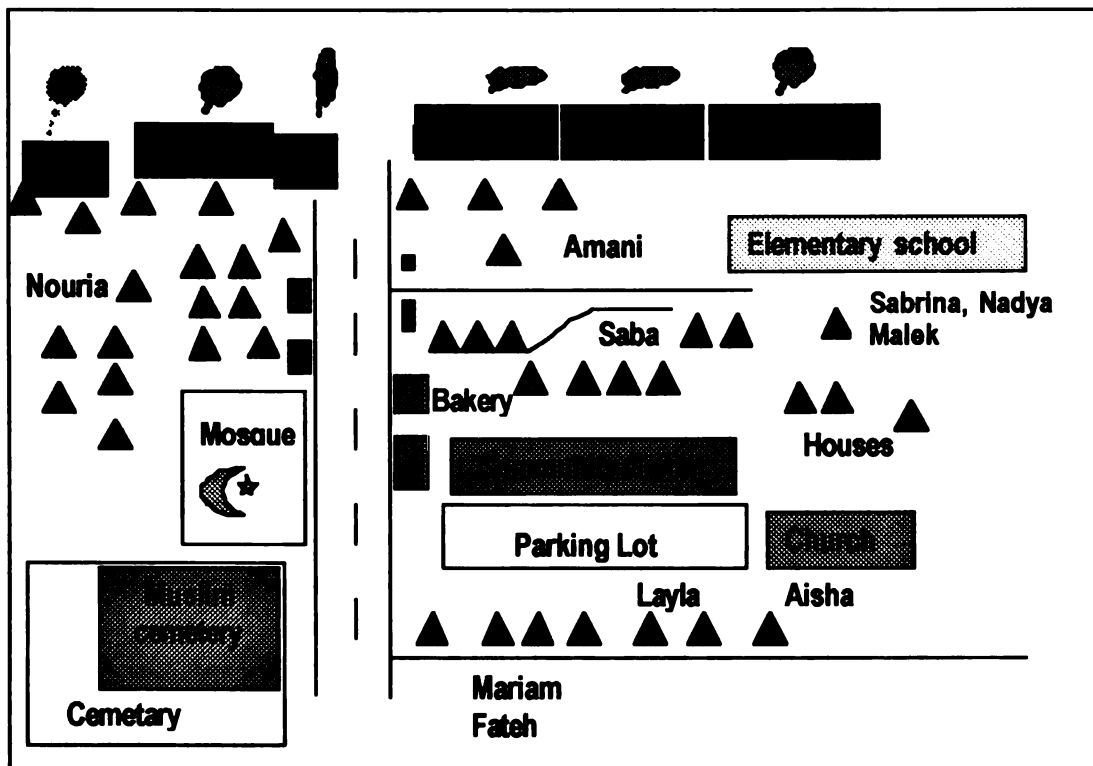 Amani
Elementary school
Nouria
Sabrina, Nadya
Malek
Saba
Bakery
Mosque
Houses
Parking Lot
Church
Muslim
cemetery
Layla
Aisha
Mariam
Fateh
Cemetary